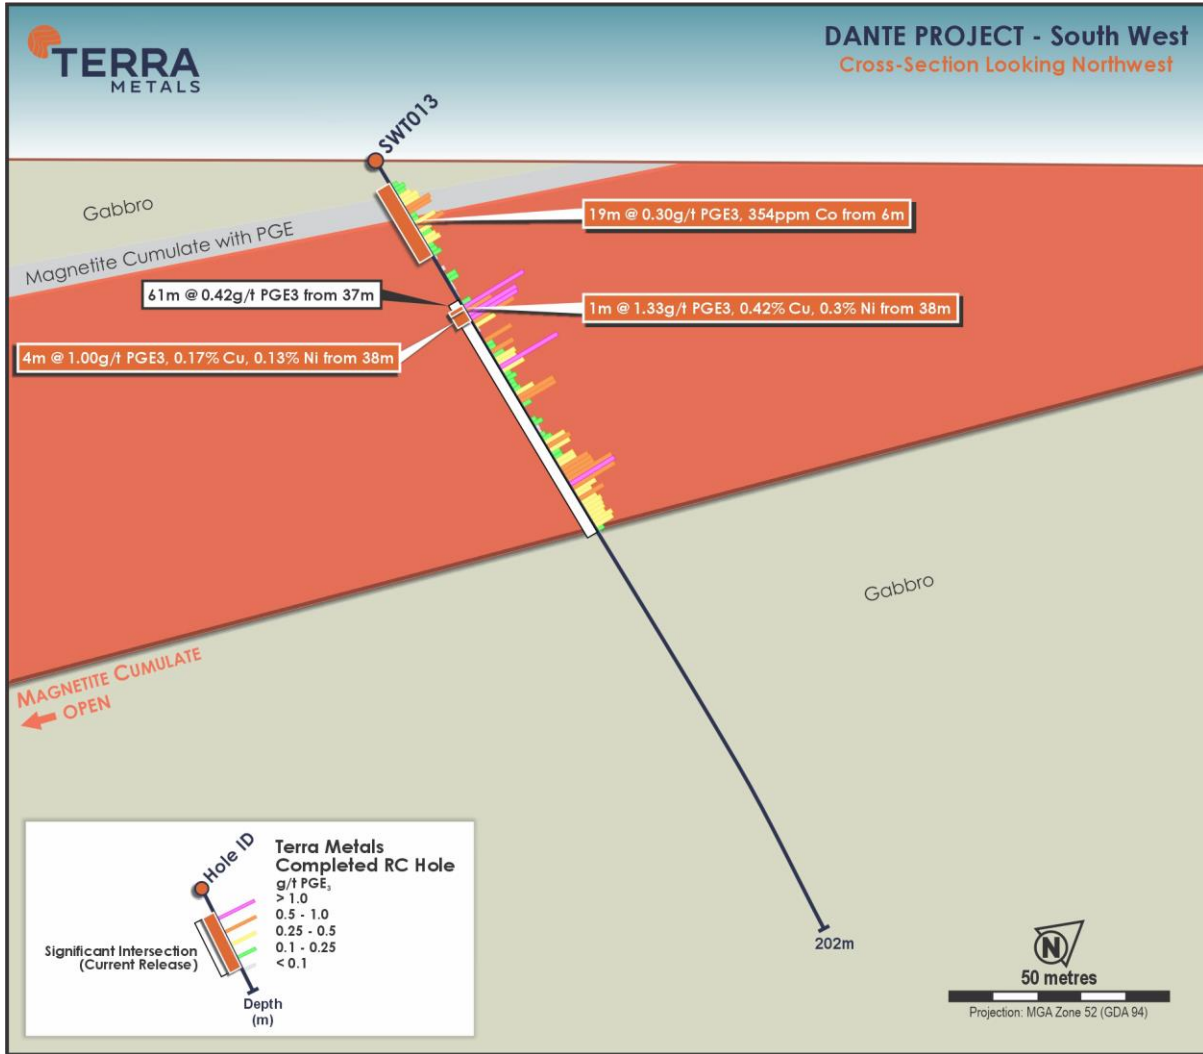 TERRA
METALS
DANTE PROJECT - South West
Cross-Section Looking Northwest
SWT013
Gabbro
Magnetite Cumulate with PGE
19m @ 0.30g/t PGE3, 354ppm Co from 6m
61m @ 0.42g/t PGE3 from 37m
1m @ 1.33g/t PGE3, 0.42% Cu, 0.3% Ni from 38m
4m @ 1.00g/t PGE3, 0.17% Cu, 0.13% Ni from 38m
Gabbro
MAGNETITE CUMULATE
OPEN
202m
Hole ID
Terra Metals
Completed RC Hole
g/t PGE₃
> 1.0
0.5 - 1.0
0.25 - 0.5
0.1 - 0.25
< 0.1
Significant Intersection
(Current Release)
Depth
(m)
N
50 metres
Projection: MGA Zone 52 (GDA 94)